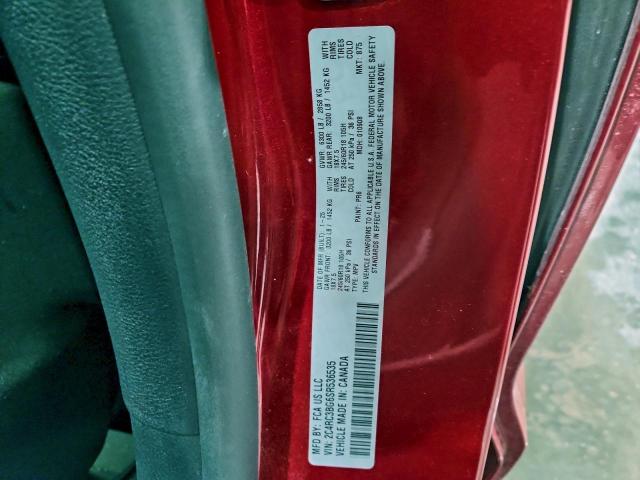 MFD BY: FCA US LLC
VIN: 2C4RC3BG6SR536535
VEHICLE MADE IN: CANADA
DATE OF MFR (BUILT): 1-25
GAWR FRONT: 3200 LB / 1452 KG WITH
18X7.5 RIMS
245/60R18 105H TIRES
AT 250 kPa / 36 PSI COLD
TYPE: MPV PAINT: PR6
GVWR: 6300 LB / 2858 KG
GAWR REAR: 3200 LB / 1452 KG WITH
18X7.5 RIMS
245/60R18 105H TIRES
AT 250 kPa / 36 PSI COLD
MDH: 010608 MKT: 875
THIS VEHICLE CONFORMS TO ALL APPLICABLE U.S.A. FEDERAL MOTOR VEHICLE SAFETY
STANDARDS IN EFFECT ON THE DATE OF MANUFACTURE SHOWN ABOVE.